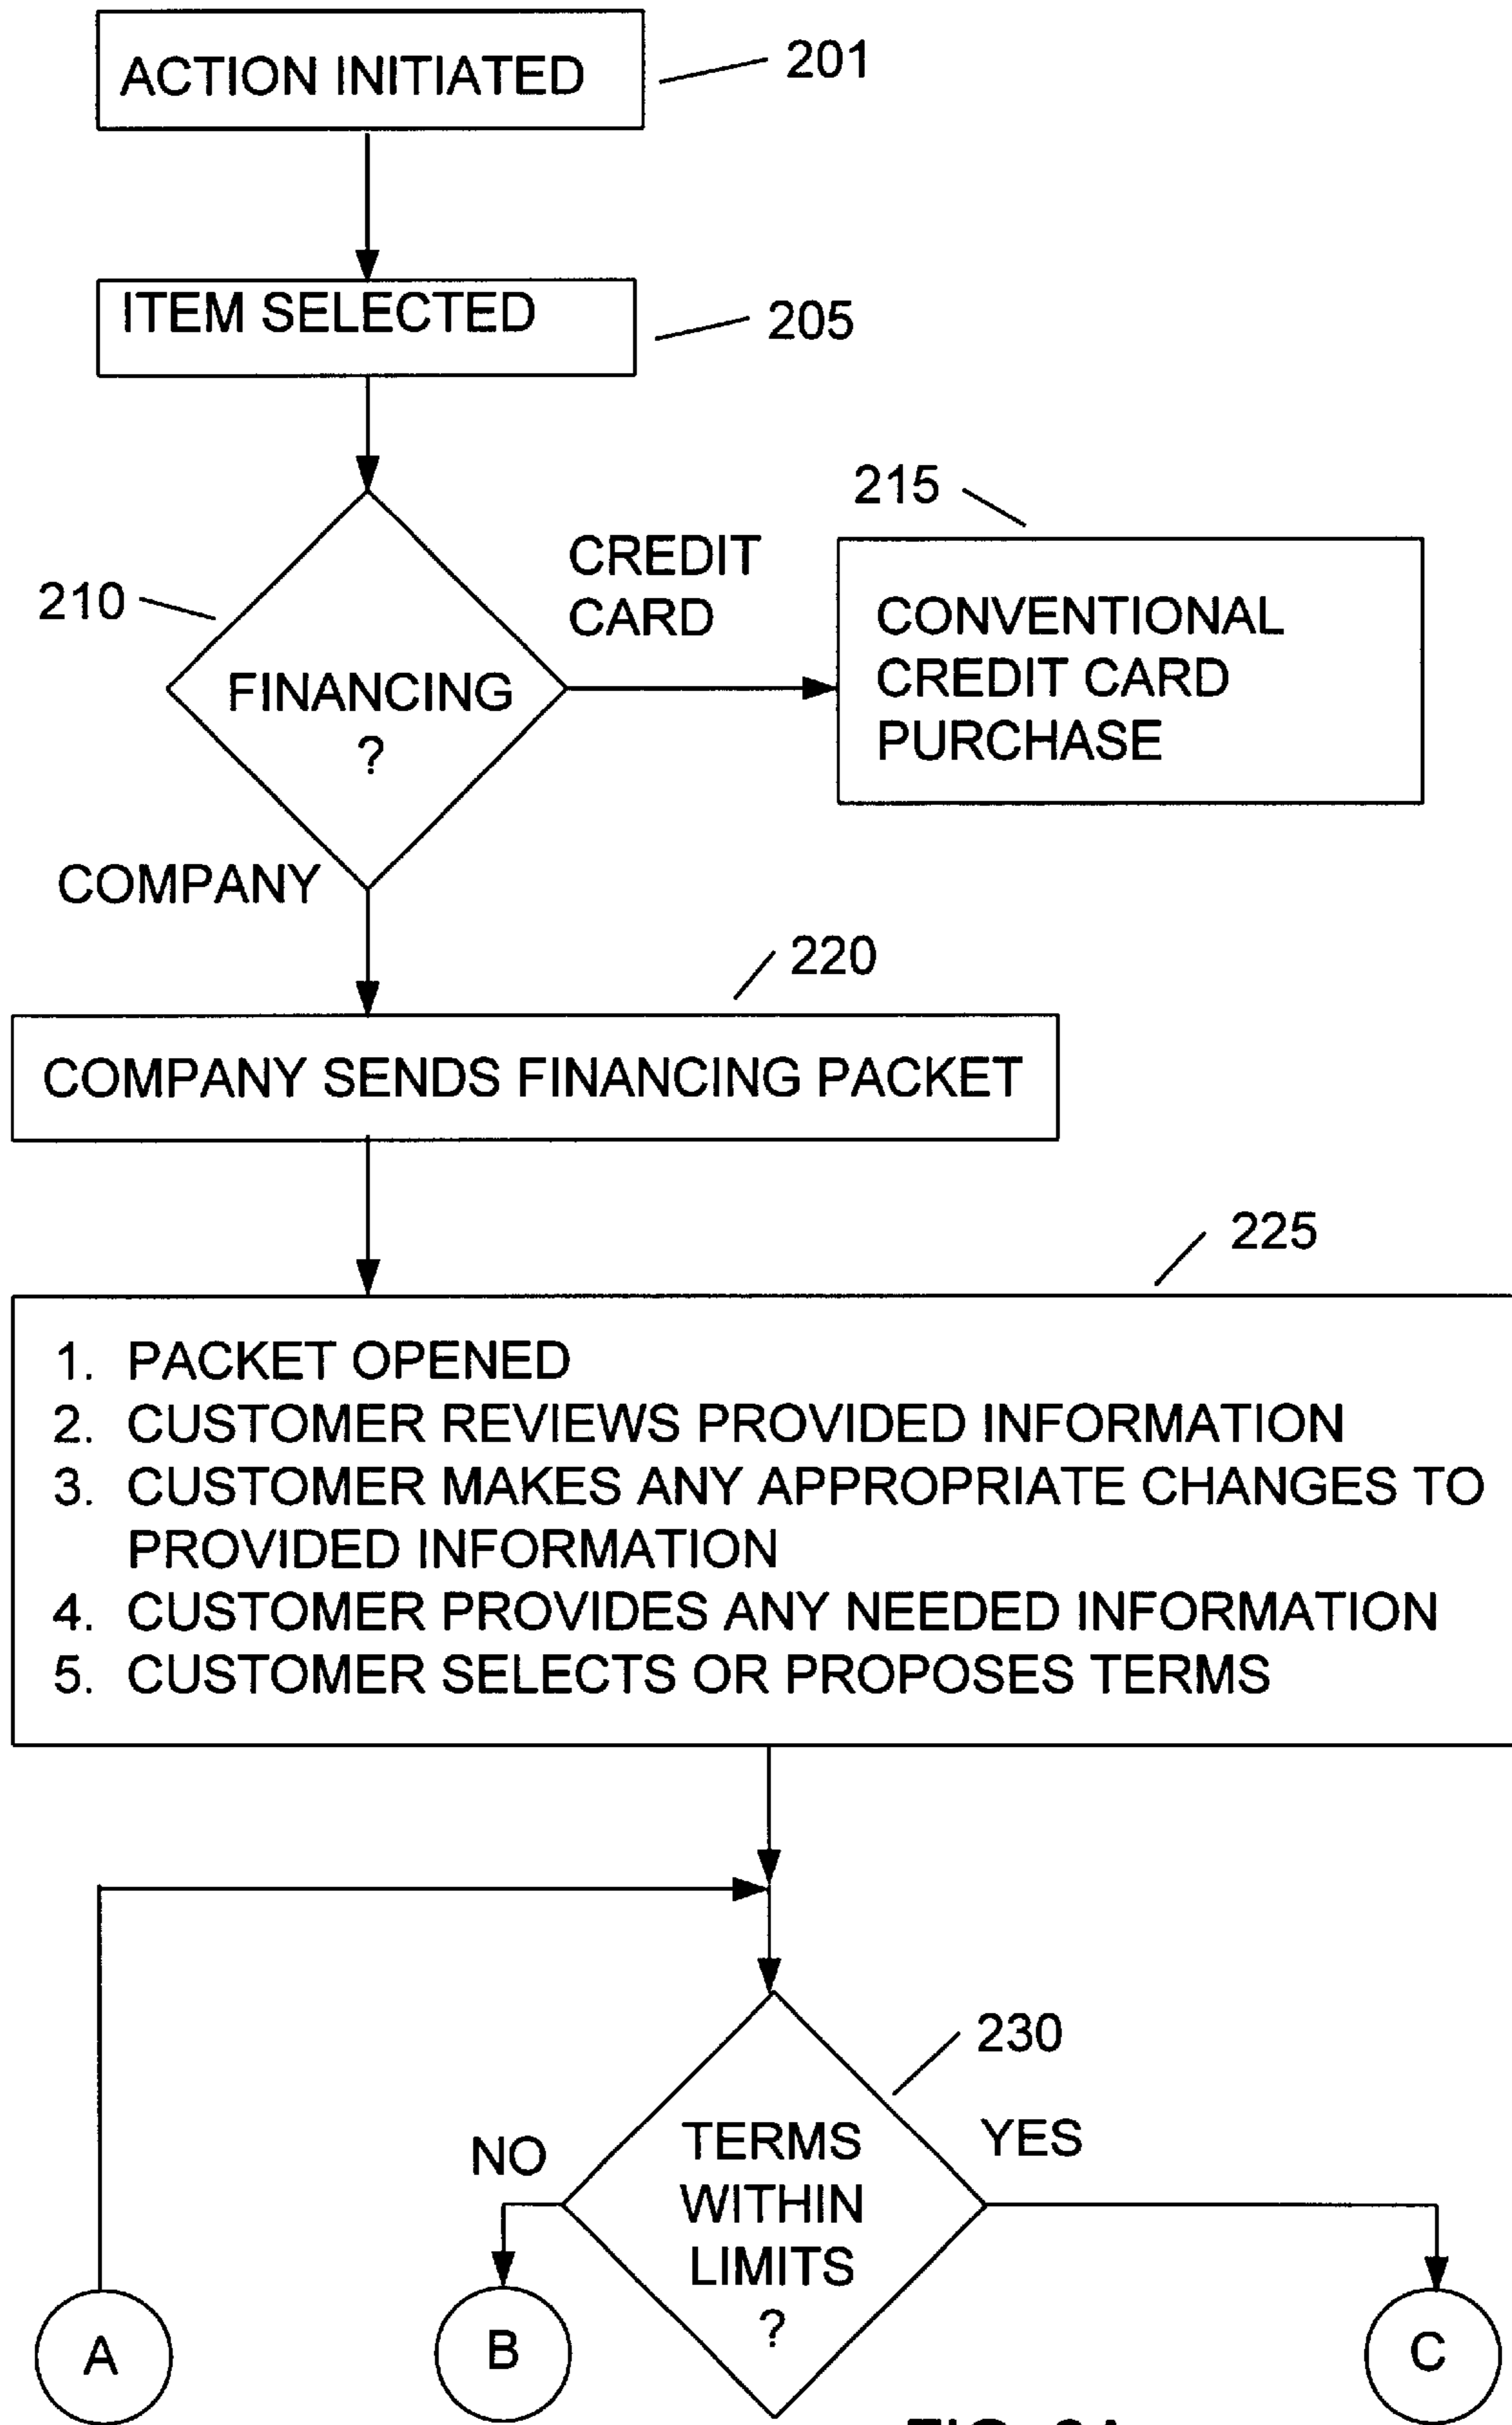 ACTION INITIATED
201
ITEM SELECTED
205
210
FINANCING
?
CREDIT
CARD
215
CONVENTIONAL
CREDIT CARD
PURCHASE
COMPANY
220
COMPANY SENDS FINANCING PACKET
225
1. PACKET OPENED
2. CUSTOMER REVIEWS PROVIDED INFORMATION
3. CUSTOMER MAKES ANY APPROPRIATE CHANGES TO
PROVIDED INFORMATION
4. CUSTOMER PROVIDES ANY NEEDED INFORMATION
5. CUSTOMER SELECTS OR PROPOSES TERMS
230
NO
TERMS
WITHIN
LIMITS
?
YES
A
B
C